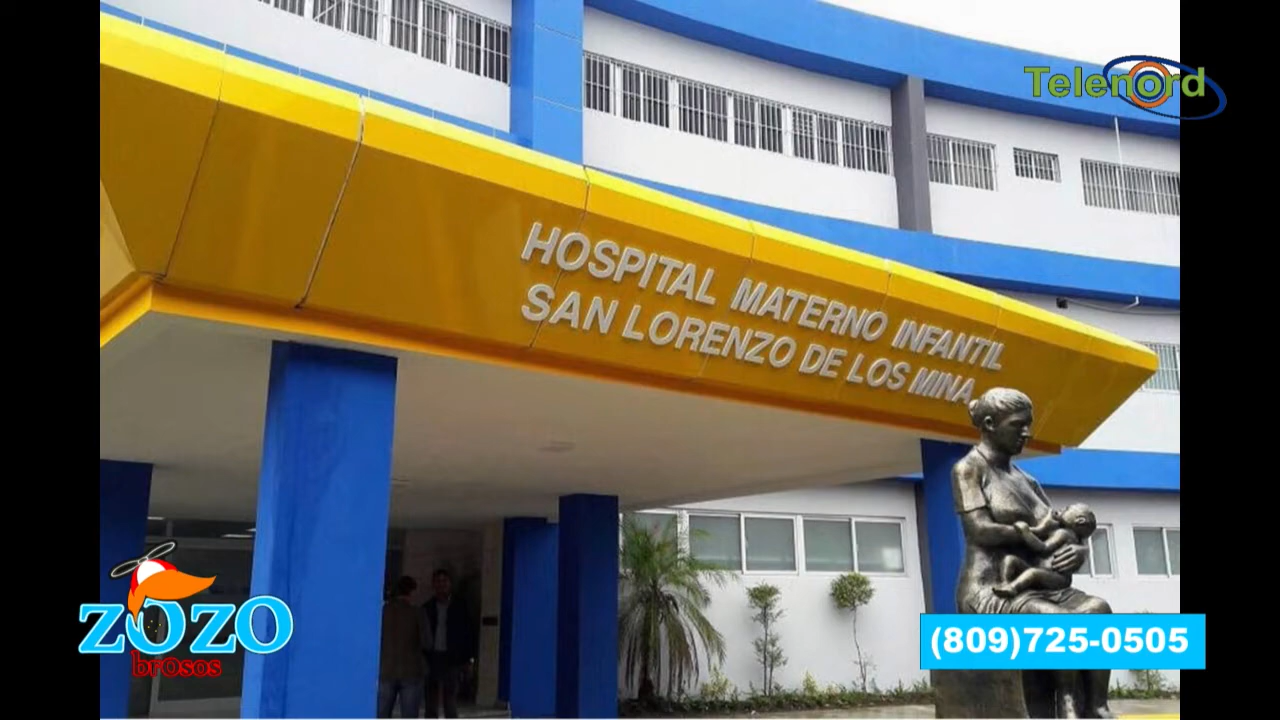 Telenord
HOSPITAL MATERNO INFANTIL
SAN LORENZO DE LOS MINA
ZOZO
brosos
(809)725-0505